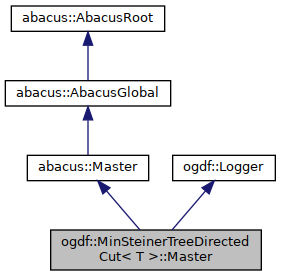 abacus::AbacusRoot
abacus::AbacusGlobal
abacus::Master
ogdf::Logger
ogdf::MinSteinerTreeDirected
Cut< T >::Master